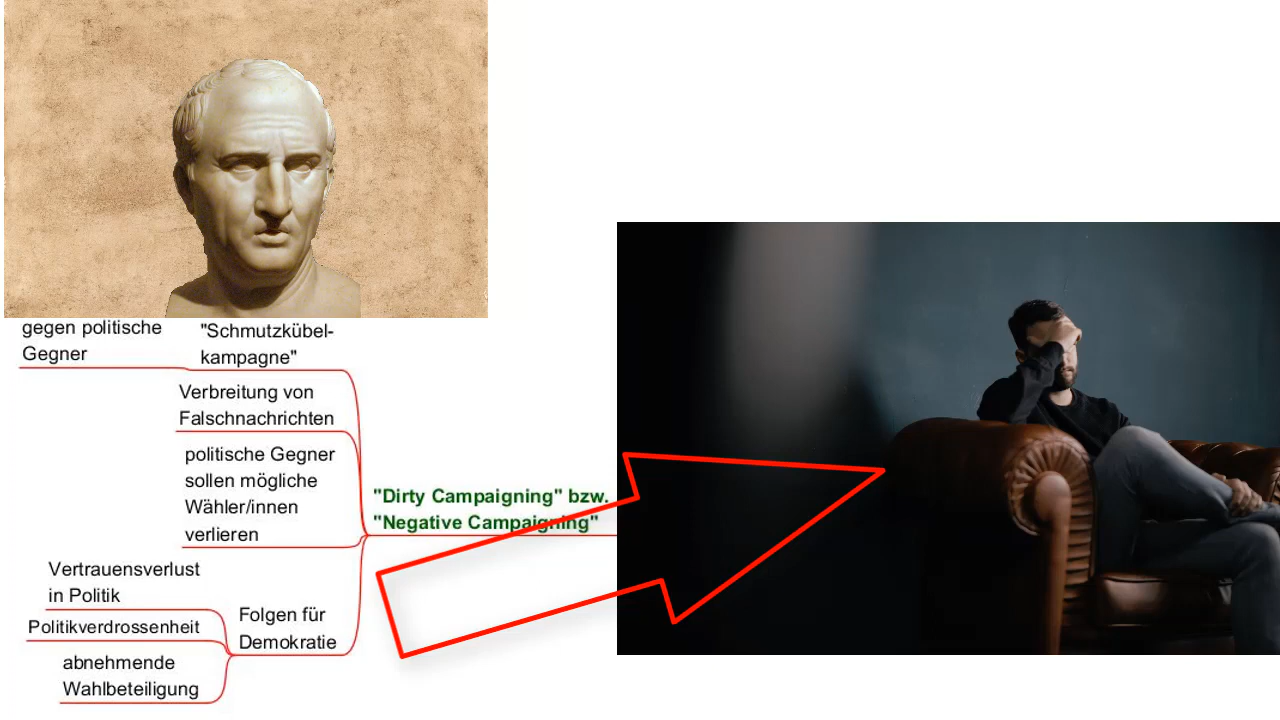 gegen politische
Gegner
"Schmutzkübel-
kampagne"
Verbreitung von
Falschnachrichten
politische Gegner
sollen mögliche
Wähler/innen
verlieren
"Dirty Campaigning" bzw.
"Negative Campaigning"
Vertrauensverlust
in Politik
Politikverdrossenheit
abnehmende
Wahlbeteiligung
Folgen für
Demokratie